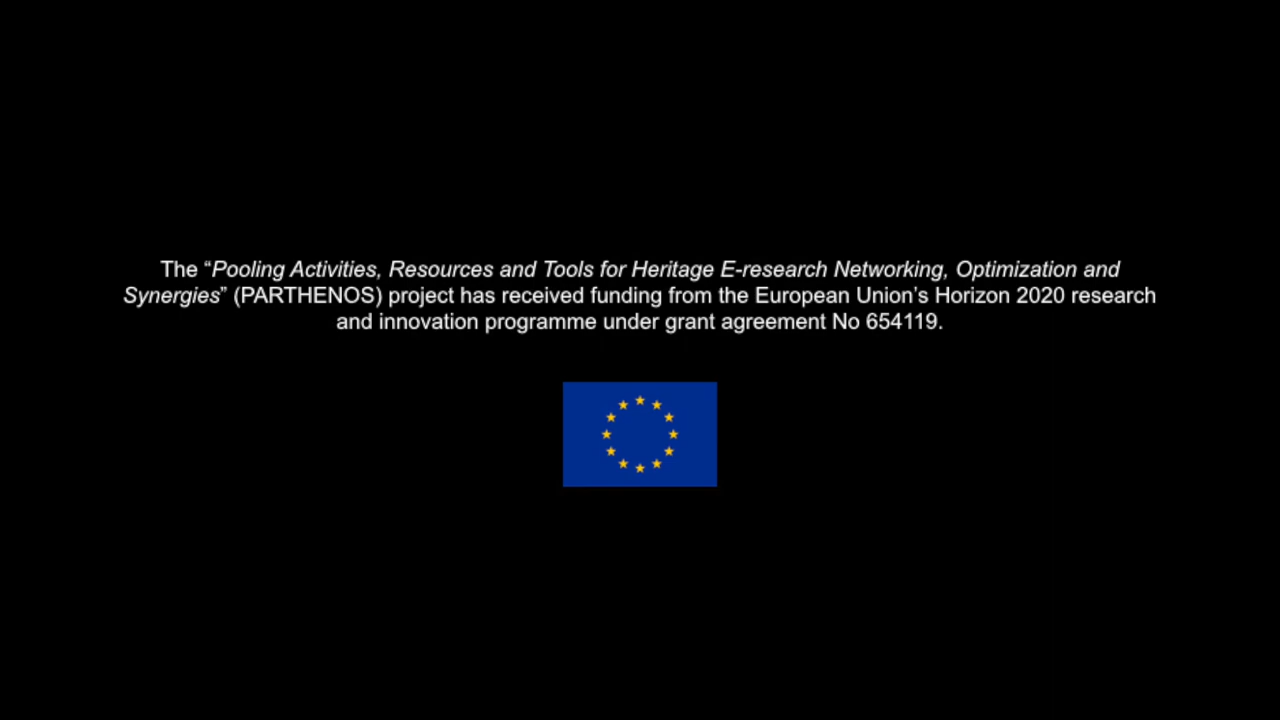 The “Pooling Activities, Resources and Tools for Heritage E-research Networking, Optimization and
Synergies” (PARTHENOS) project has received funding from the European Union’s Horizon 2020 research
and innovation programme under grant agreement No 654119.